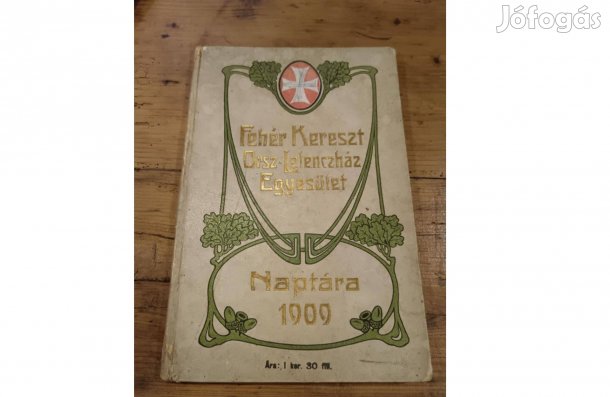 Jófogás
Fehér Kereszt
Orsz. Lelenczház
Egyesület
Naptára
1909
Ára: 1 kor. 30 fill.